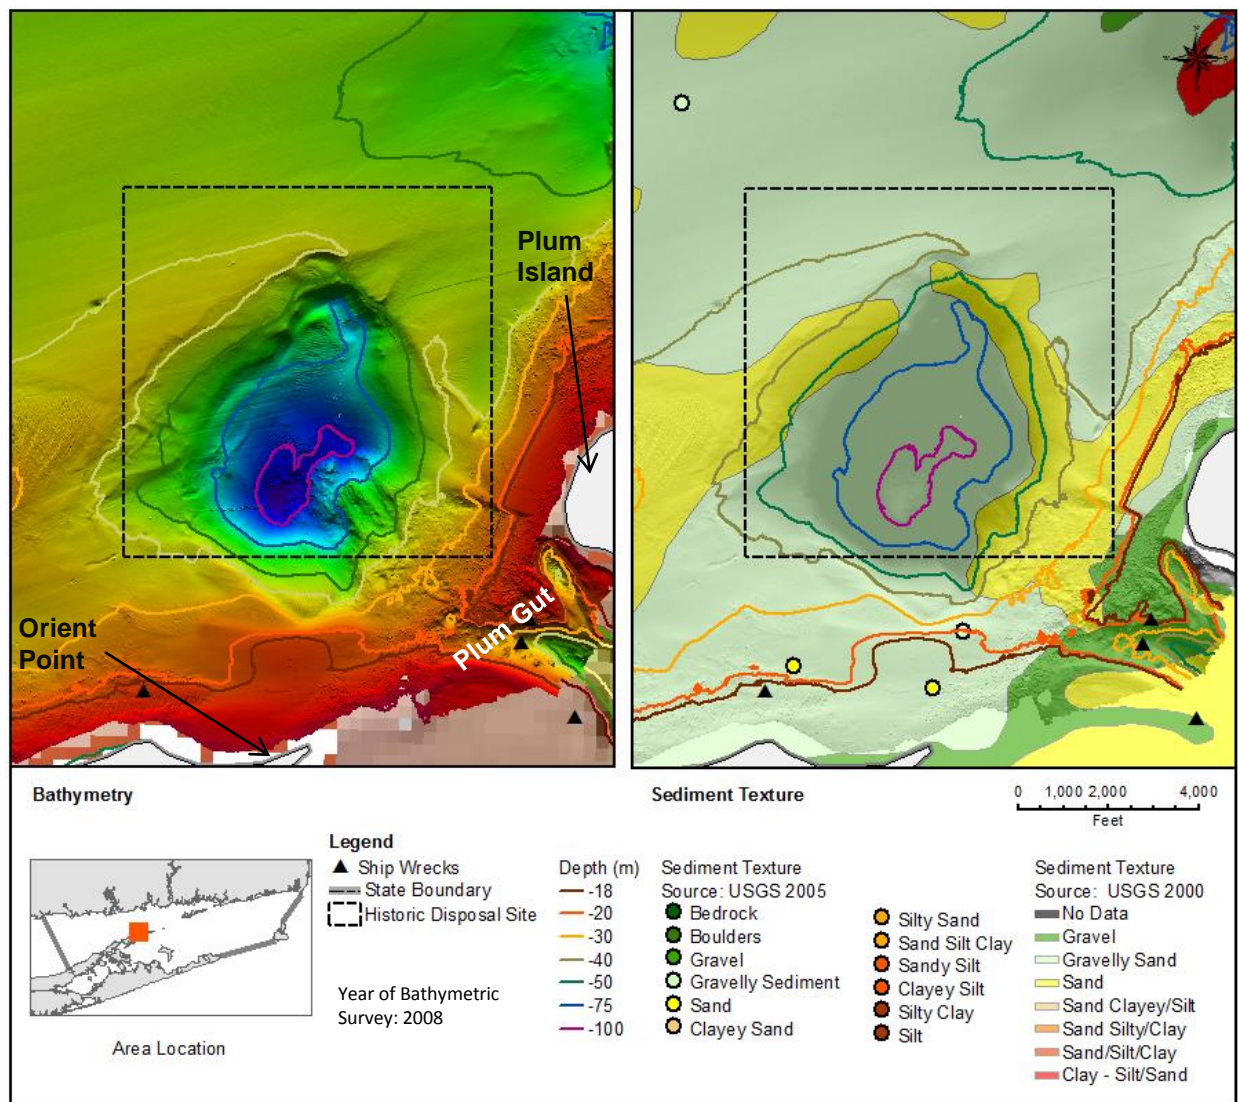 Plum
Island
Orient
Point
Plum Gut
Bathymetry
Sediment Texture
0 1,000 2,000 4,000
Feet
Legend
Ship Wrecks
State Boundary
Historic Disposal Site
Year of Bathymetric
Survey: 2008
Area Location
Depth (m)
-18
-20
-30
-40
-50
-75
-100
Sediment Texture
Source: USGS 2005
Bedrock
Boulders
Gravel
Gravelly Sediment
Sand
Clayey Sand
Silty Sand
Sand Silt Clay
Sandy Silt
Clayey Silt
Silty Clay
Silt
Sediment Texture
Source: USGS 2000
No Data
Gravel
Gravelly Sand
Sand
Sand Clayey/Silt
Sand Silty/Clay
Sand/Silt/Clay
Clay - Silt/Sand